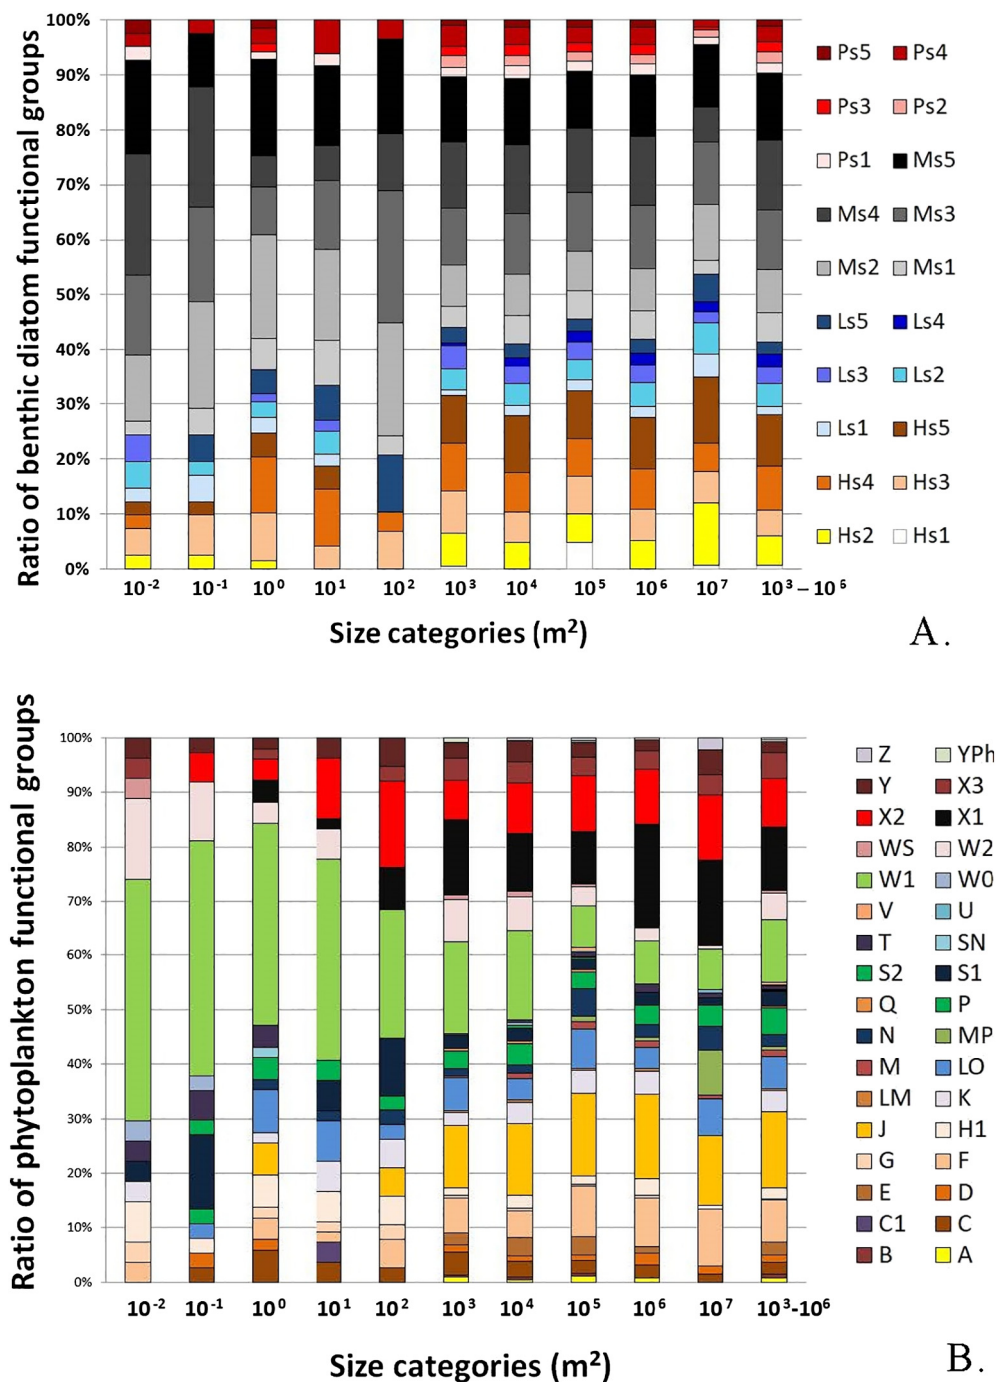 Ratio of benthic diatom functional groups
100%
90%
80%
70%
60%
50%
40%
30%
20%
10%
0%
10⁻² 10⁻¹ 10⁰ 10¹ 10² 10³ 10⁴ 10⁵ 10⁶ 10⁷ 10³ – 10⁶
Size categories (m²)
A.
Ps5 Ps4
Ps3 Ps2
Ps1 Ms5
Ms4 Ms3
Ms2 Ms1
Ls5 Ls4
Ls3 Ls2
Ls1 Hs5
Hs4 Hs3
Hs2 Hs1
Ratio of phytoplankton functional groups
100%
90%
80%
70%
60%
50%
40%
30%
20%
10%
0%
10⁻² 10⁻¹ 10⁰ 10¹ 10² 10³ 10⁴ 10⁵ 10⁶ 10⁷ 10³-10⁶
Size categories (m²)
B.
Z YPh
Y X3
X2 X1
WS W2
W1 W0
V U
T SN
S2 S1
Q P
N MP
M LO
LM K
J H1
G F
E D
C1 C
B A